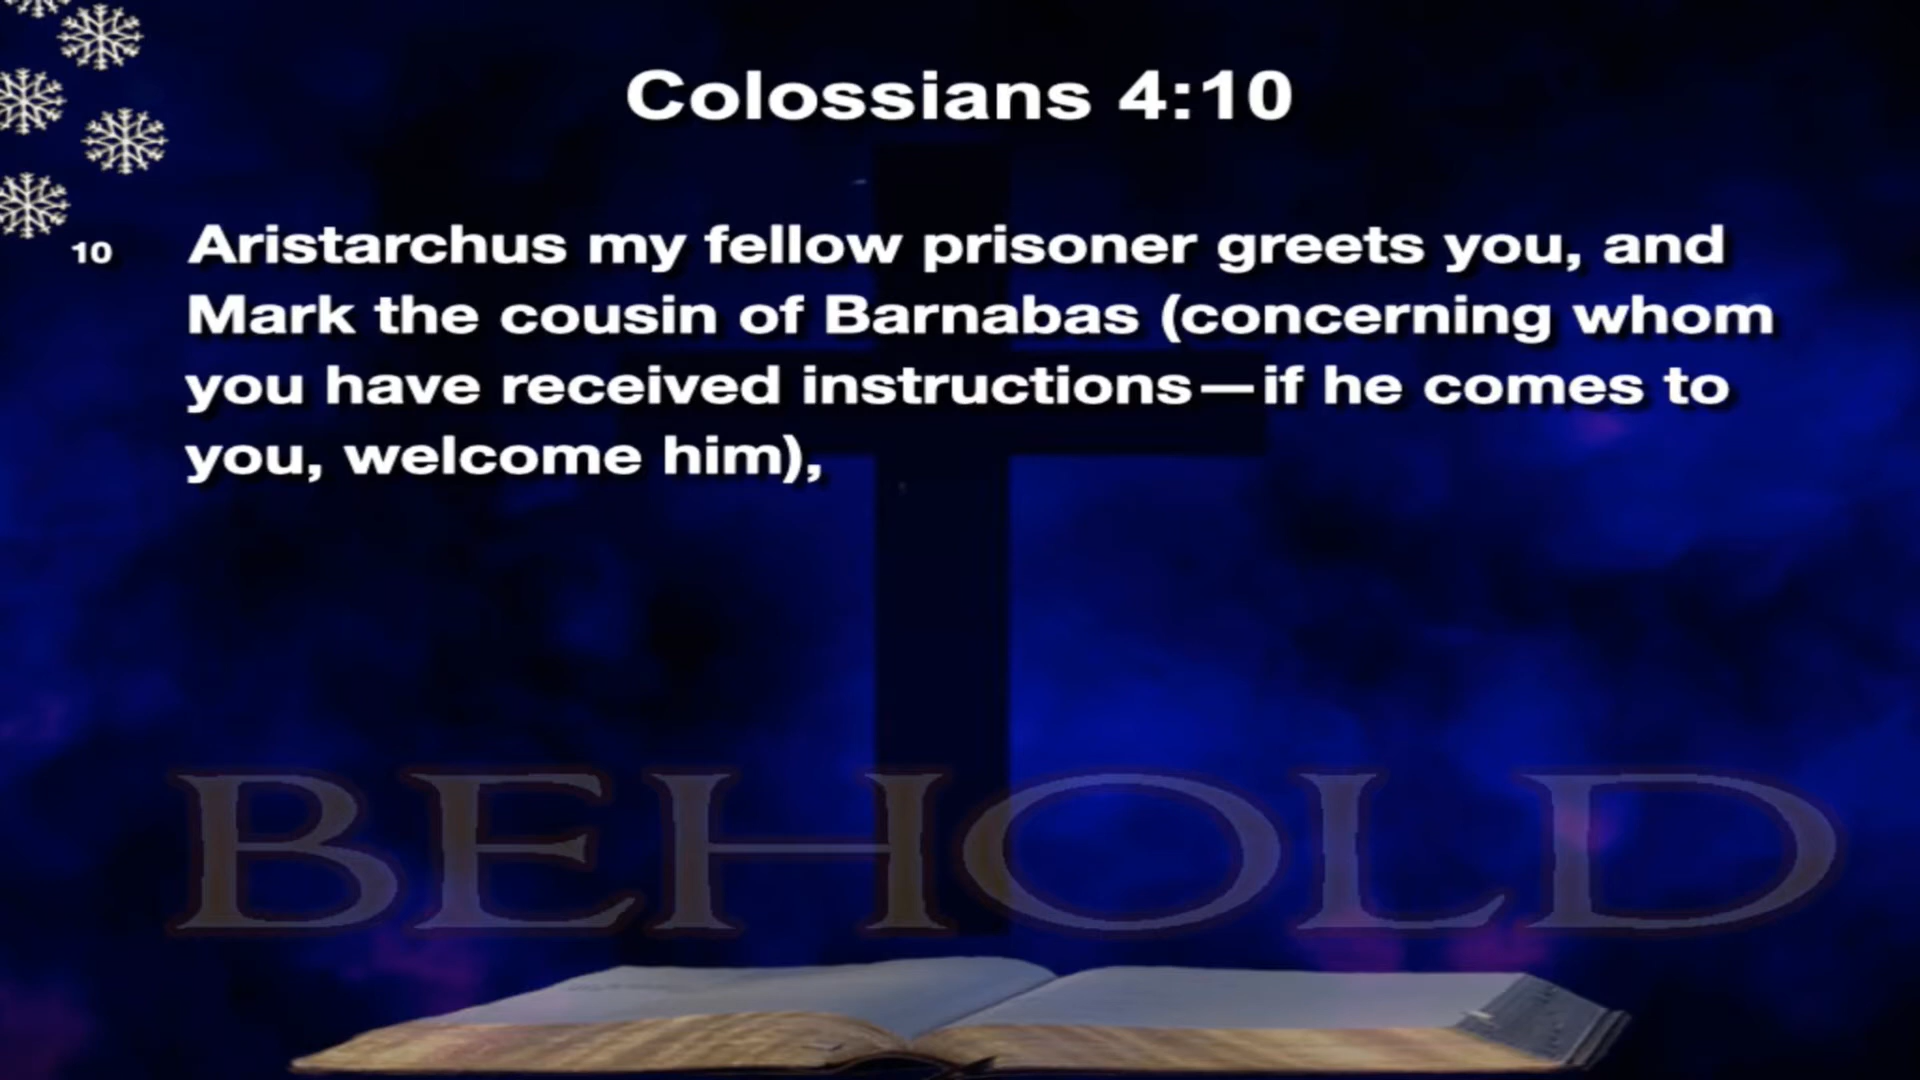 Colossians 4:10
10 Aristarchus my fellow prisoner greets you, and
Mark the cousin of Barnabas (concerning whom
you have received instructions—if he comes to
you, welcome him),
BEHOLD